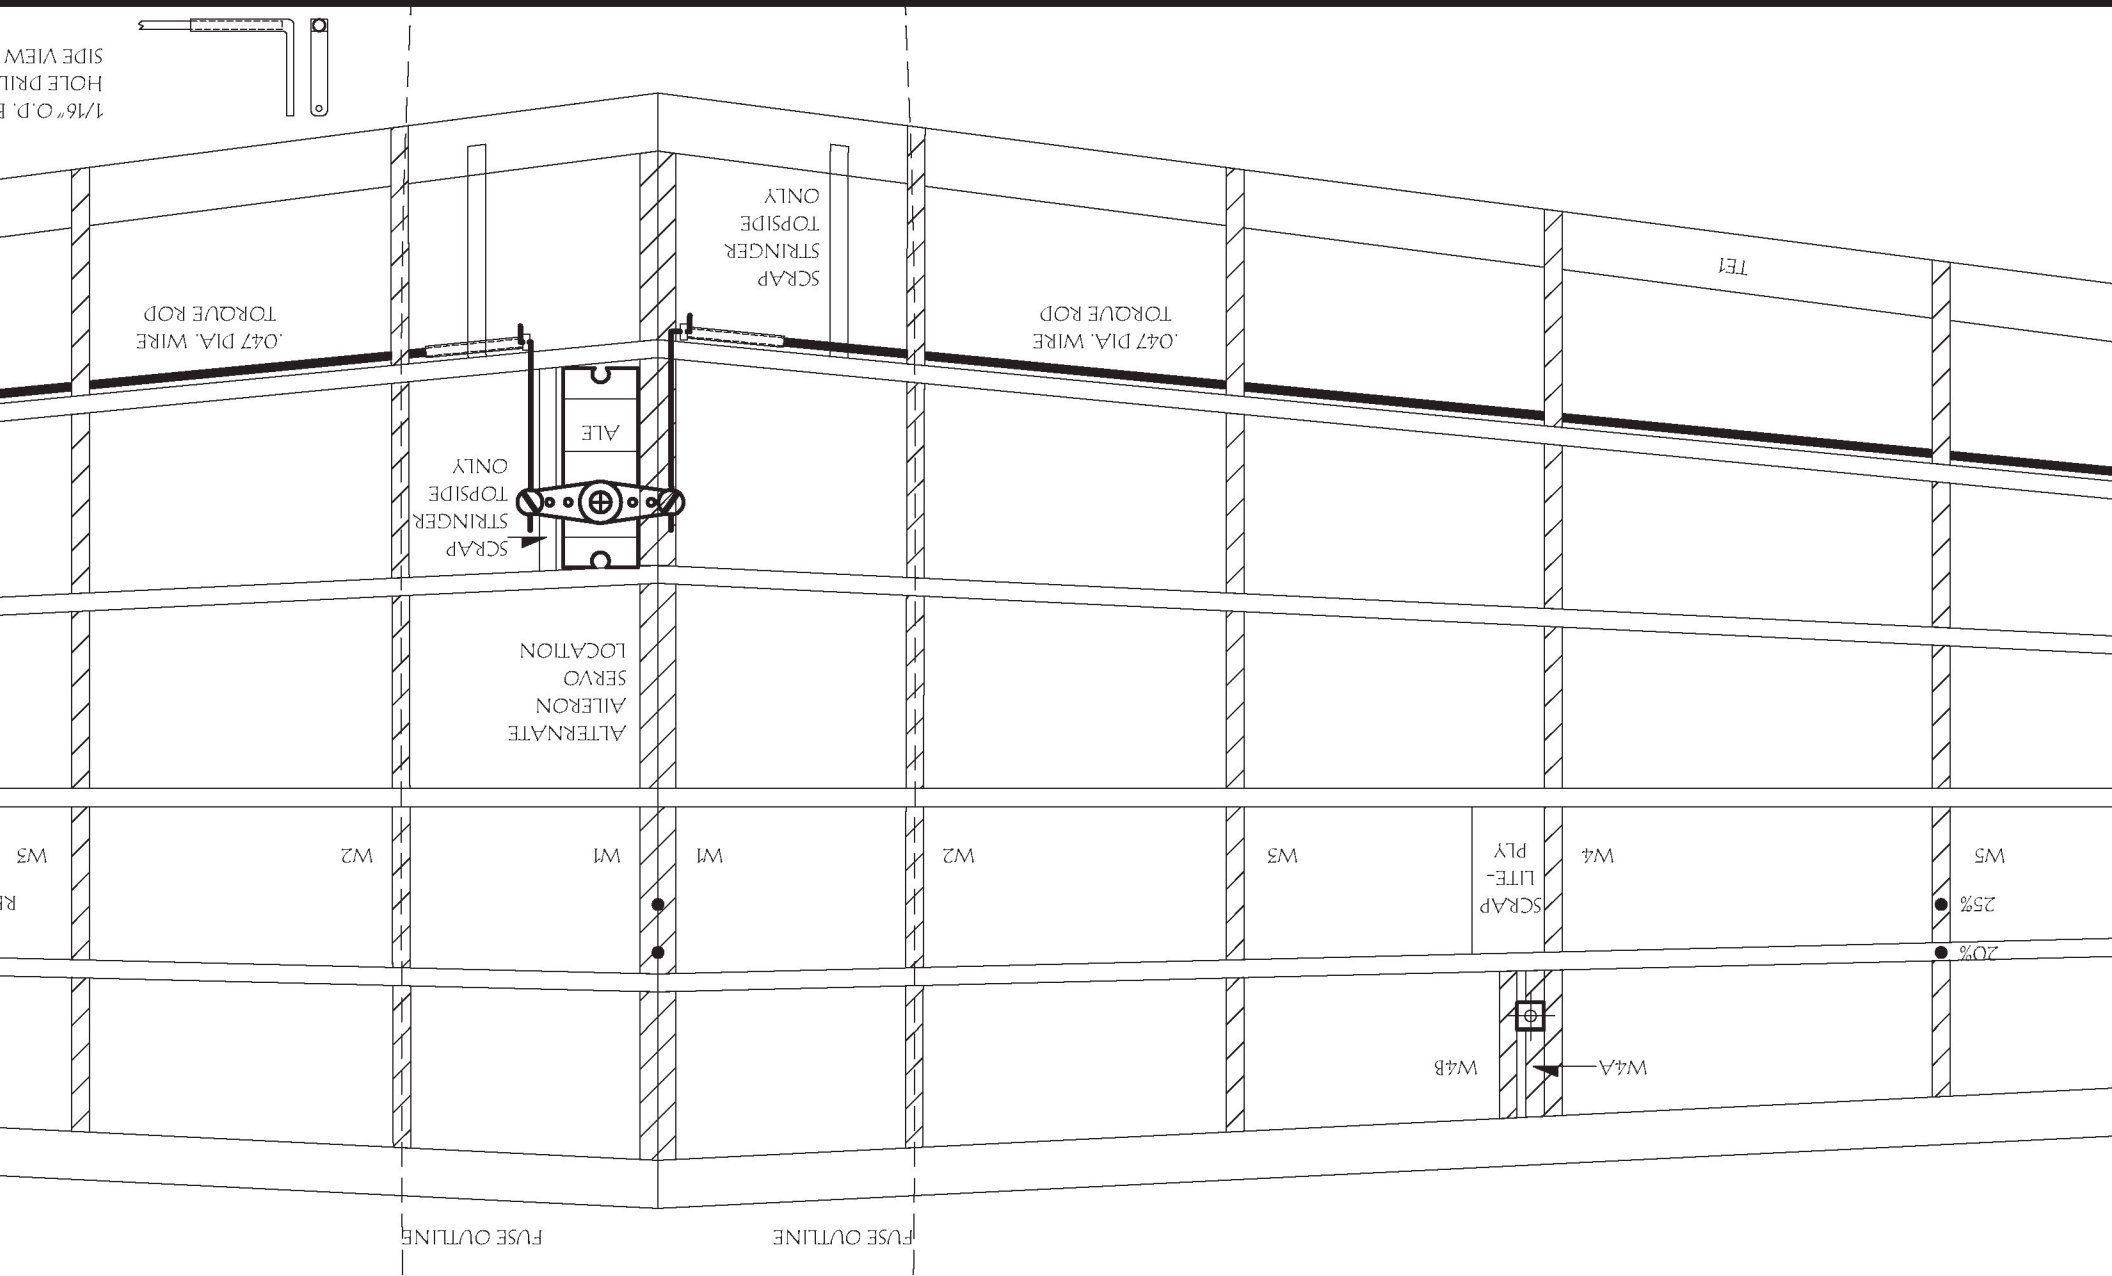 FUSE OUTLINE
FUSE OUTLINE
W4A
W4B
20%
25%
SCRAP
LITE-
PLY
W5
W4
W3
W2
W1
W1
W2
W3
ALTERNATE
AILERON
SERVO
LOCATION
SCRAP
STRINGER
TOPSIDE
ONLY
ALE
.047 DIA. WIRE
TORQUE ROD
.047 DIA. WIRE
TORQUE ROD
TE1
SCRAP
STRINGER
TOPSIDE
ONLY
1/16" O.D.
HOLE
SIDE VIEW